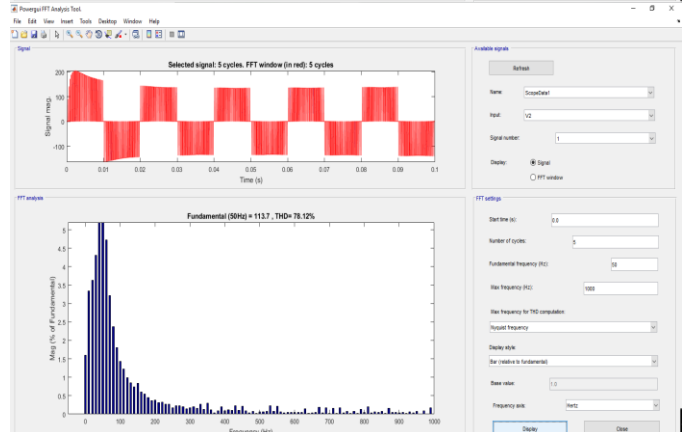 Powergui FFT Analysis Tool.
File Edit View Insert Tools Desktop Window Help
Signal
Selected signal: 5 cycles. FFT window (in red): 5 cycles
Signal mag.
200
100
0
-100
0 0.01 0.02 0.03 0.04 0.05 0.06 0.07 0.08 0.09 0.1
Time (s)
FFT analysis
Fundamental (50Hz) = 113.7 , THD= 78.12%
Mag (% of Fundamental)
5
4.5
4
3.5
3
2.5
2
1.5
1
0.5
0
0 100 200 300 400 500 600 700 800 900 1000
Frequency (Hz)
Available signals
Refresh
Name: ScopeData1
Input: V2
Signal number: 1
Display: Signal
FFT window
FFT settings
Start time (s): 0.0
Number of cycles: 5
Fundamental frequency (Hz): 50
Max frequency (Hz): 1000
Max frequency for THD computation:
Nyquist frequency
Display style:
Bar (relative to fundamental)
Base value: 1.0
Frequency axis: Hertz
Display Close